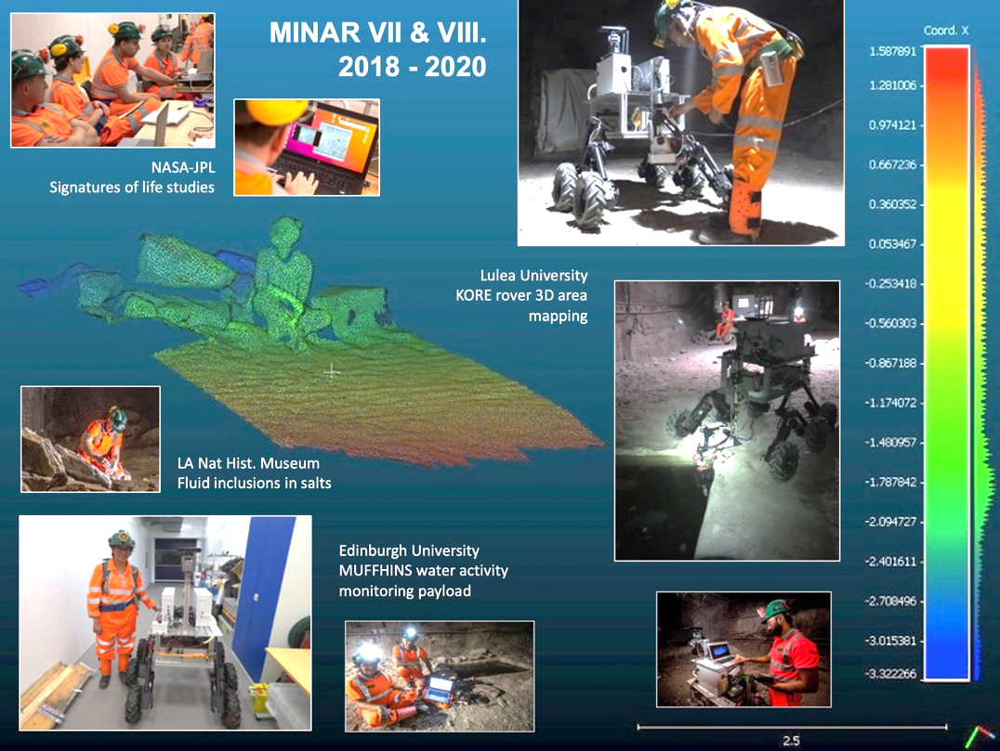 MINAR VII & VIII.
2018 - 2020
NASA-JPL
Signatures of life studies
Lulea University
KORE rover 3D area
mapping
LA Nat Hist. Museum
Fluid inclusions in salts
Edinburgh University
MUFFHINS water activity
monitoring payload
Coord. X
1.587891
1.281006
0.974121
0.667236
0.360352
0.053467
-0.253418
-0.560303
-0.867188
-1.174072
-1.480957
-1.787842
-2.094727
-2.401611
-2.708496
-3.015381
-3.322266
2.5